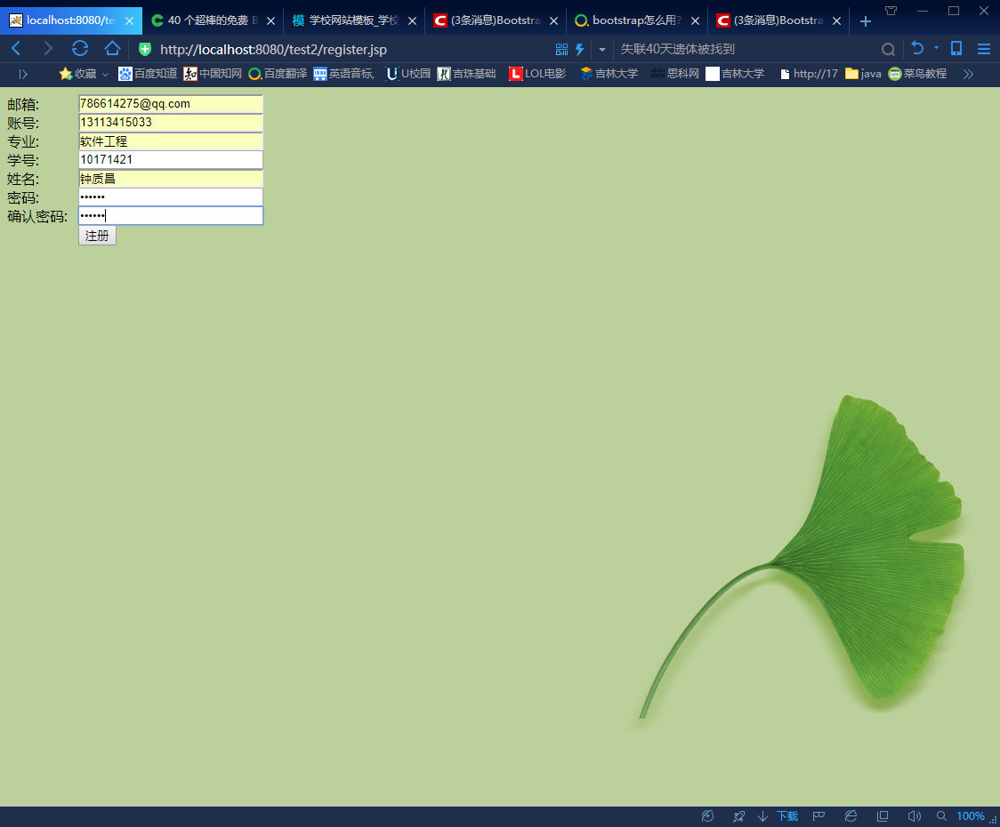 localhost:8080/te
40 个超棒的免费 B
学校网站模板_学校
(3条消息)Bootstra
bootstrap怎么用?
(3条消息)Bootstra
http://localhost:8080/test2/register.jsp
失联40天遗体被找到
收藏 百度知道 中国知网 百度翻译 英语音标, U校园 吉珠基础 LOL电影 吉林大学 思科网 吉林大学 http://17 java 菜鸟教程
邮箱: 786614275@qq.com
账号: 13113415033
专业: 软件工程
学号: 10171421
姓名: 钟质昌
密码: ••••••
确认密码: ••••••
注册
下载 100%